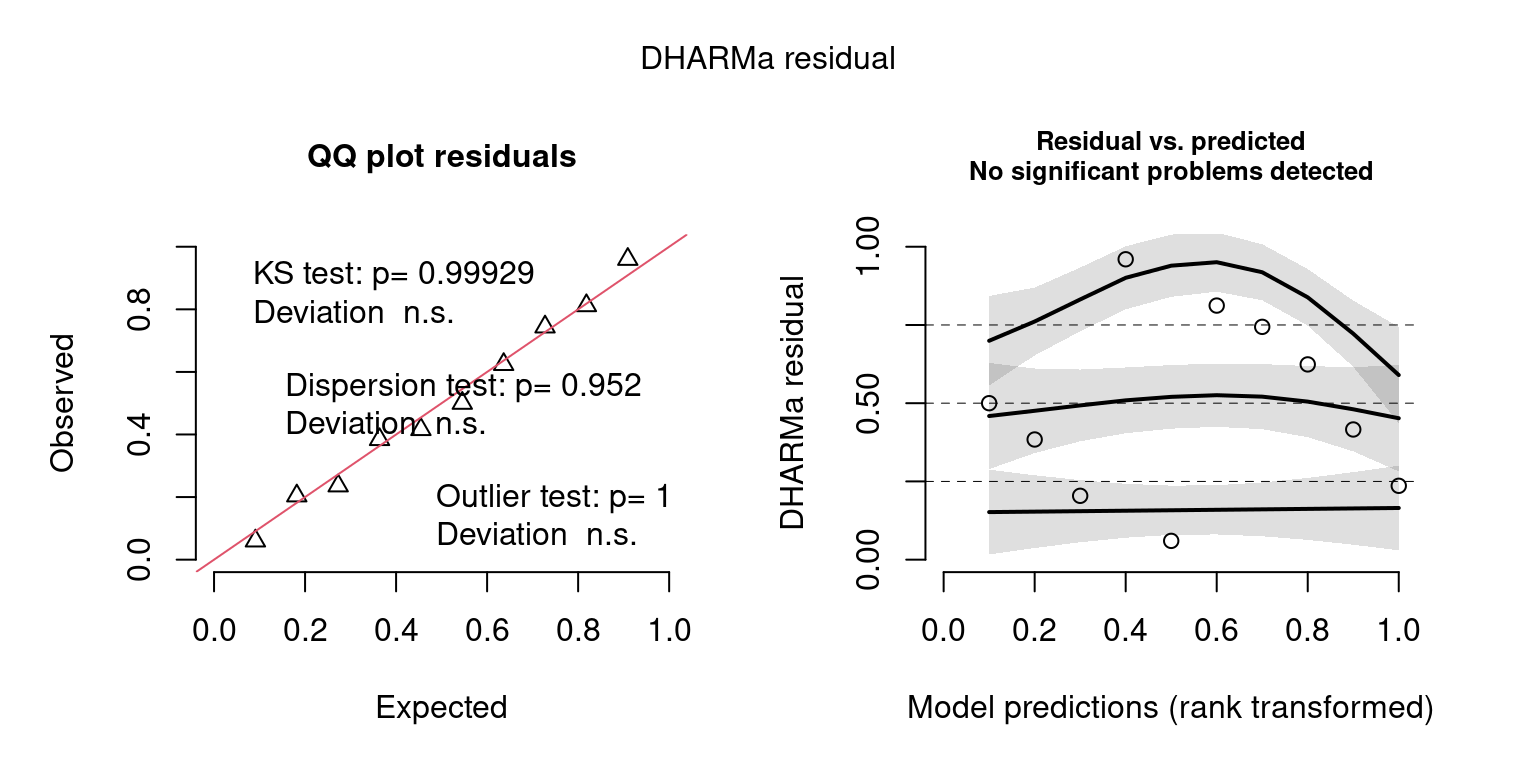 DHARMa residual
QQ plot residuals
KS test: p= 0.99929
Deviation  n.s.
Dispersion test: p= 0.952
Deviation  n.s.
Outlier test: p= 1
Deviation  n.s.
Observed
0.0
0.4
0.8
0.0 0.2 0.4 0.6 0.8 1.0
Expected
Residual vs. predicted
No significant problems detected
DHARMa residual
0.00
0.50
1.00
0.0 0.2 0.4 0.6 0.8 1.0
Model predictions (rank transformed)